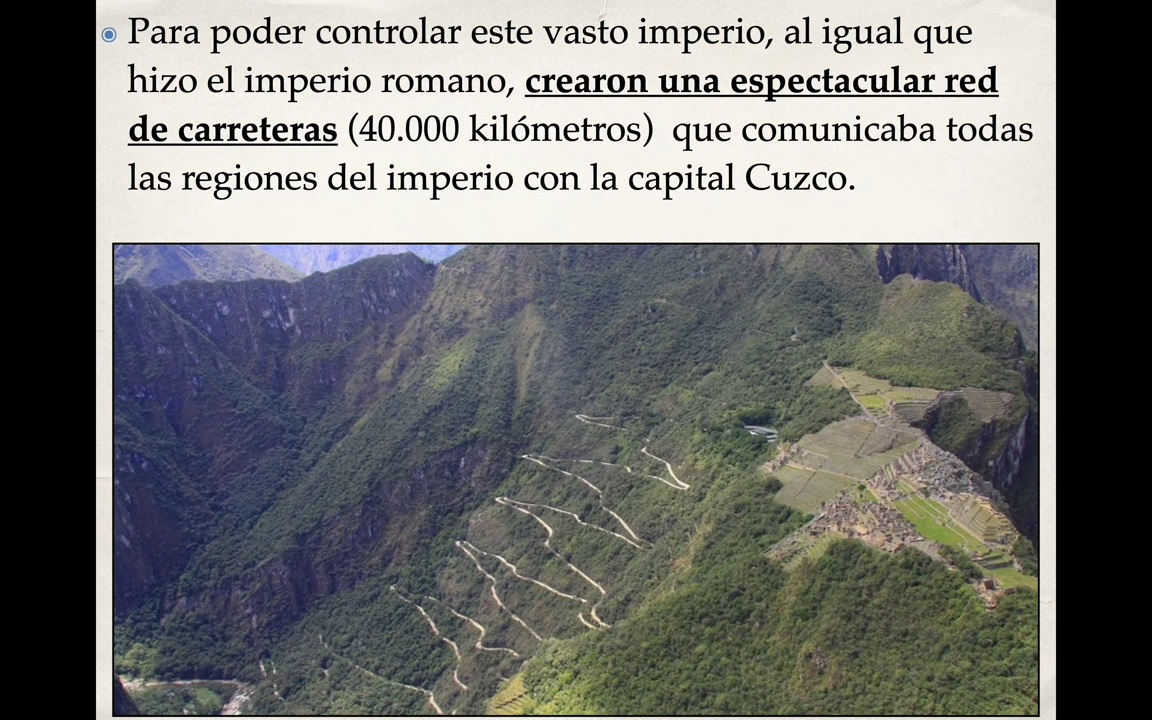 Para poder controlar este vasto imperio, al igual que
hizo el imperio romano, crearon una espectacular red
de carreteras (40.000 kilómetros) que comunicaba todas
las regiones del imperio con la capital Cuzco.